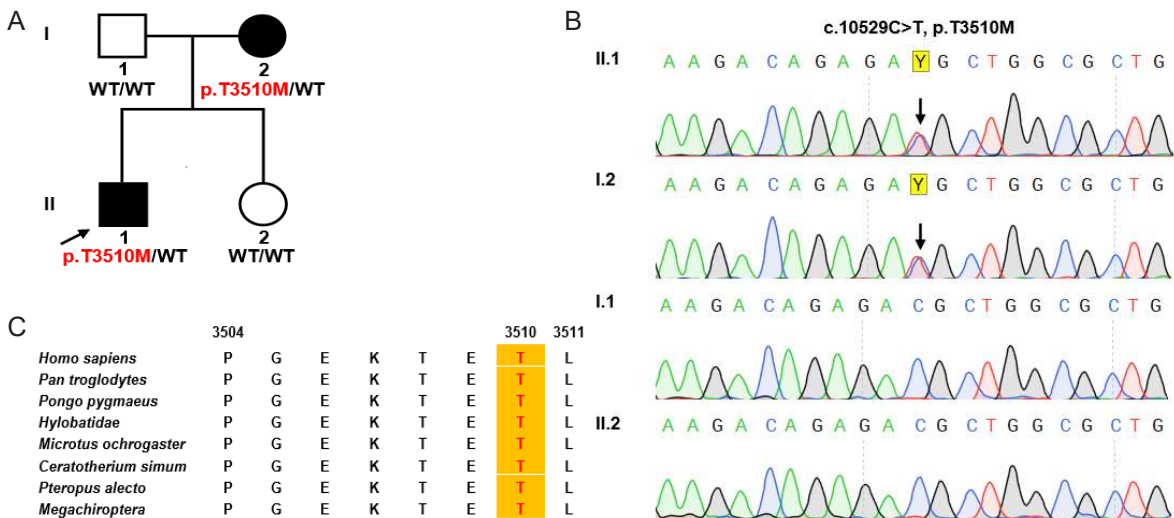 A
I
1
WT/WT
2
p.T3510M/WT
II
1
p.T3510M/WT
2
WT/WT
B
c.10529C>T, p.T3510M
II.1
A A G A C A G A G A Y G C T G G C G C T G
I.2
A A G A C A G A G A Y G C T G G C G C T G
I.1
A A G A C A G A G A C G C T G G C G C T G
II.2
A A G A C A G A G A C G C T G G C G C T G
C
3504 3510 3511
Homo sapiens P G E K T E T L
Pan troglodytes P G E K T E T L
Pongo pygmaeus P G E K T E T L
Hylobatidae P G E K T E T L
Microtus ochrogaster P G E K T E T L
Ceratotherium simum P G E K T E T L
Pteropus alecto P G E K T E T L
Megachiroptera P G E K T E T L